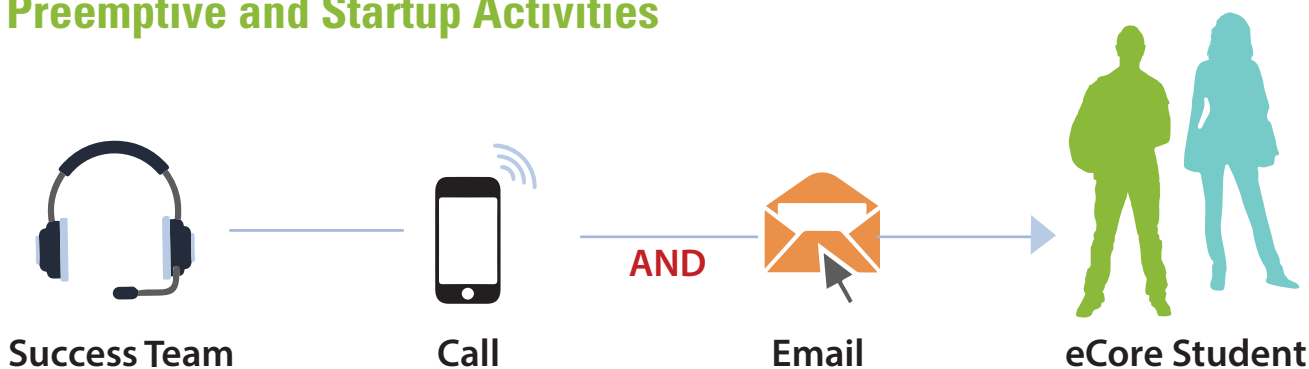 Preemptive and Startup Activities
AND
Success Team
Call
Email
eCore Student